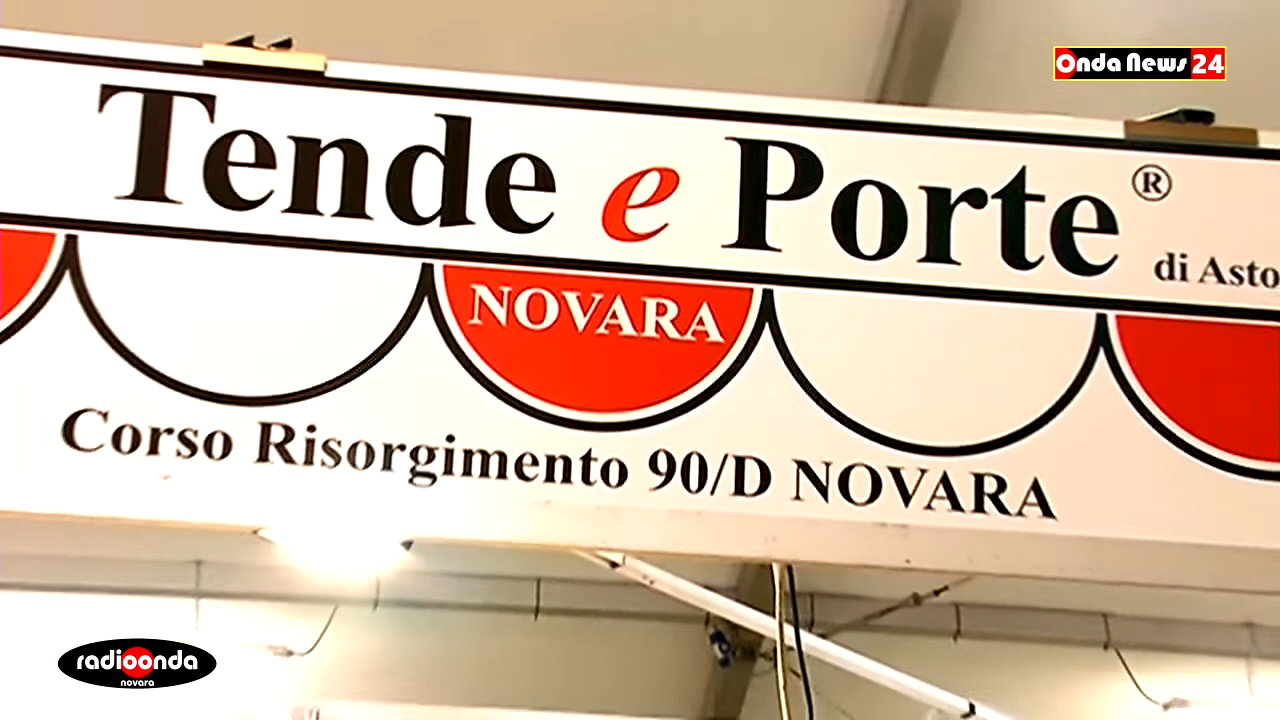 Onda News 24
Tende e Porte®
di Asto
NOVARA
Corso Risorgimento 90/D NOVARA
radioonda
novara